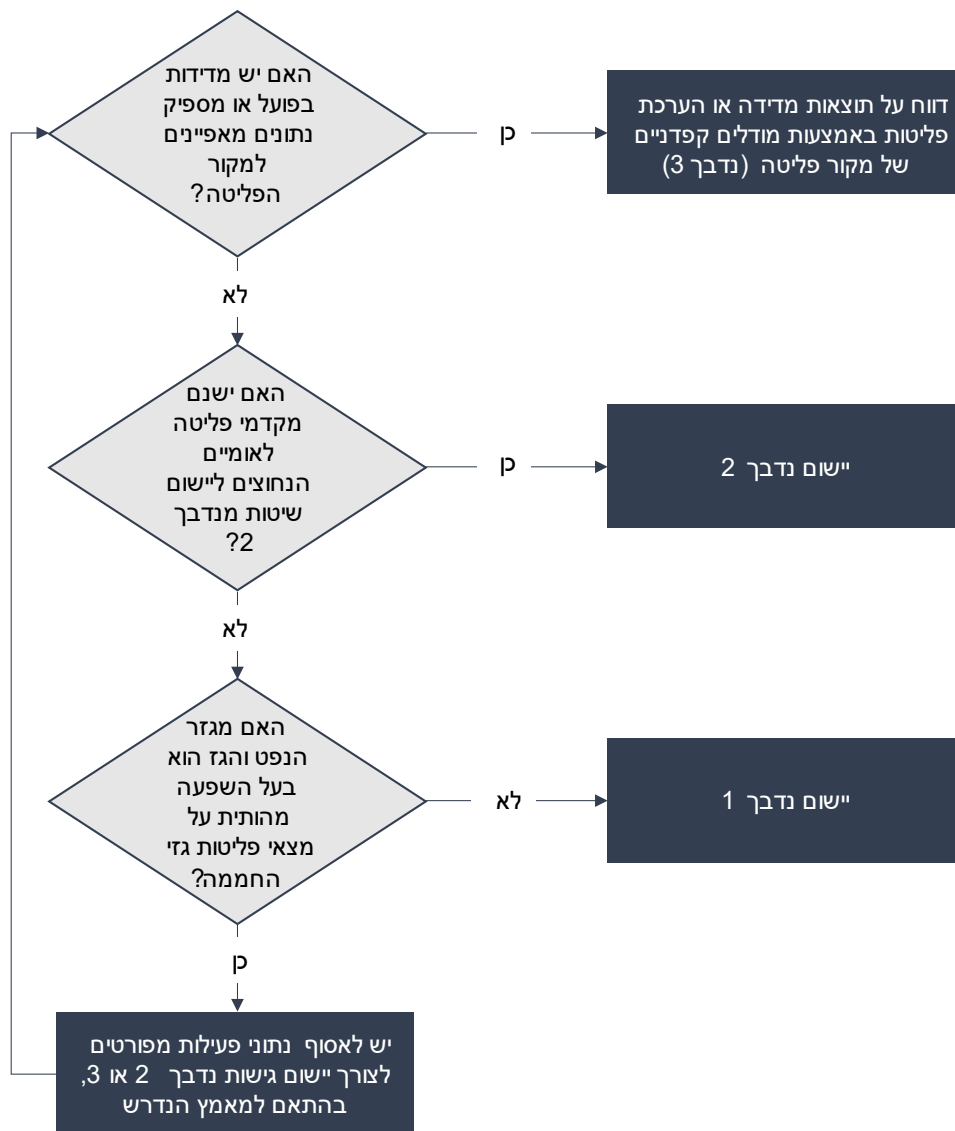 האם יש מדידות
בפועל או מספיק
נתונים מאפיינים
למקור
הפליטה?
כן
דווח על תוצאות מדידה או הערכת
פליטות באמצעות מודלים קפדניים
של מקור פליטה (נדבך 3)
לא
האם ישנם
מקדמי פליטה
לאומיים
הנחוצים ליישום
שיטות מנדבך
2?
כן
יישום נדבך 2
לא
האם מגזר
הנפט והגז הוא
בעל השפעה
מהותית על
מצאי פליטות גזי
החממה?
לא
יישום נדבך 1
כן
יש לאסוף נתוני פעילות מפורטים
לצורך יישום גישות נדבך 2 או 3,
בהתאם למאמץ הנדרש